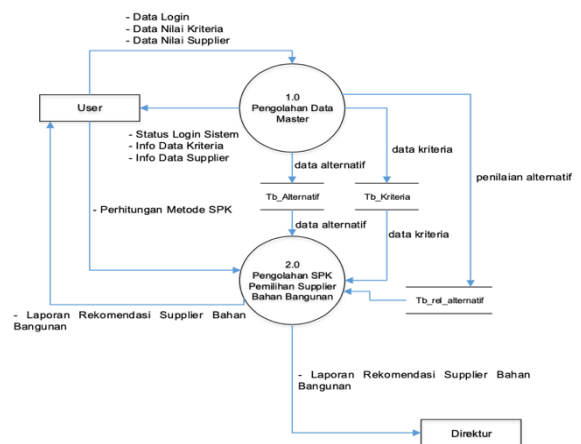 - Data Login
- Data Nilai Kriteria
- Data Nilai Supplier
User
1.0
Pengolahan Data
Master
- Status Login Sistem
- Info Data Kriteria
- Info Data Supplier
data alternatif
data kriteria
penilaian alternatif
Tb_Alternatif
Tb_Kriteria
- Perhitungan Metode SPK
data alternatif
data kriteria
2.0
Pengolahan SPK
Pemilihan Supplier
Bahan Bangunan
Tb_rel_alternatif
- Laporan Rekomendasi Supplier Bahan
Bangunan
- Laporan Rekomendasi Supplier Bahan
Bangunan
Direktur